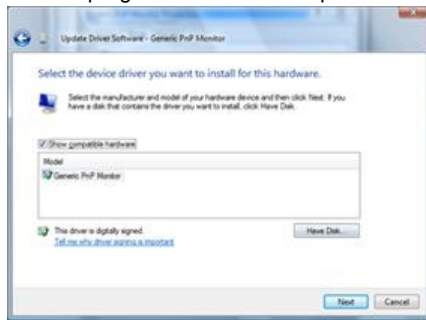 Update Driver Software - Generic PnP Monitor
Select the device driver you want to install for this hardware.
Select the manufacturer and model of your hardware device and then click Next. If you
have a disk that contains the driver you want to install, click Have Disk.
Show compatible hardware
Model
Generic PnP Monitor
This driver is digitally signed.
Have Disk...
Tell me why driver signing is important
Next
Cancel